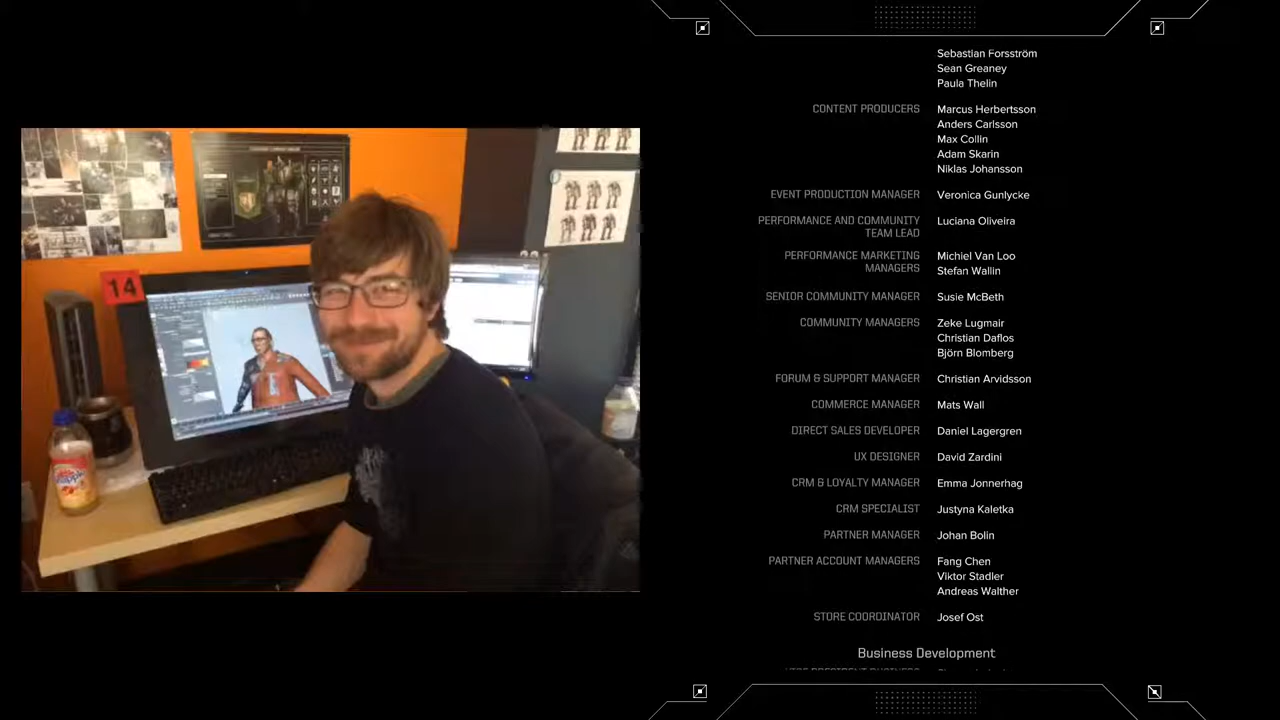 14
Sebastian Forsström
Sean Greaney
Paula Thelin
CONTENT PRODUCERS Marcus Herbertsson
Anders Carlsson
Max Collin
Adam Skarin
Niklas Johansson
EVENT PRODUCTION MANAGER Veronica Gunlycke
PERFORMANCE AND COMMUNITY Luciana Oliveira
TEAM LEAD
PERFORMANCE MARKETING Michiel Van Loo
MANAGERS Stefan Wallin
SENIOR COMMUNITY MANAGER Susie McBeth
COMMUNITY MANAGERS Zeke Lugmair
Christian Daflos
Björn Blomberg
FORUM & SUPPORT MANAGER Christian Arvidsson
COMMERCE MANAGER Mats Wall
DIRECT SALES DEVELOPER Daniel Lagergren
UX DESIGNER David Zardini
CRM & LOYALTY MANAGER Emma Jonnerhag
CRM SPECIALIST Justyna Kaletka
PARTNER MANAGER Johan Bolin
PARTNER ACCOUNT MANAGERS Fang Chen
Viktor Stadler
Andreas Walther
STORE COORDINATOR Josef Ost
Business Development